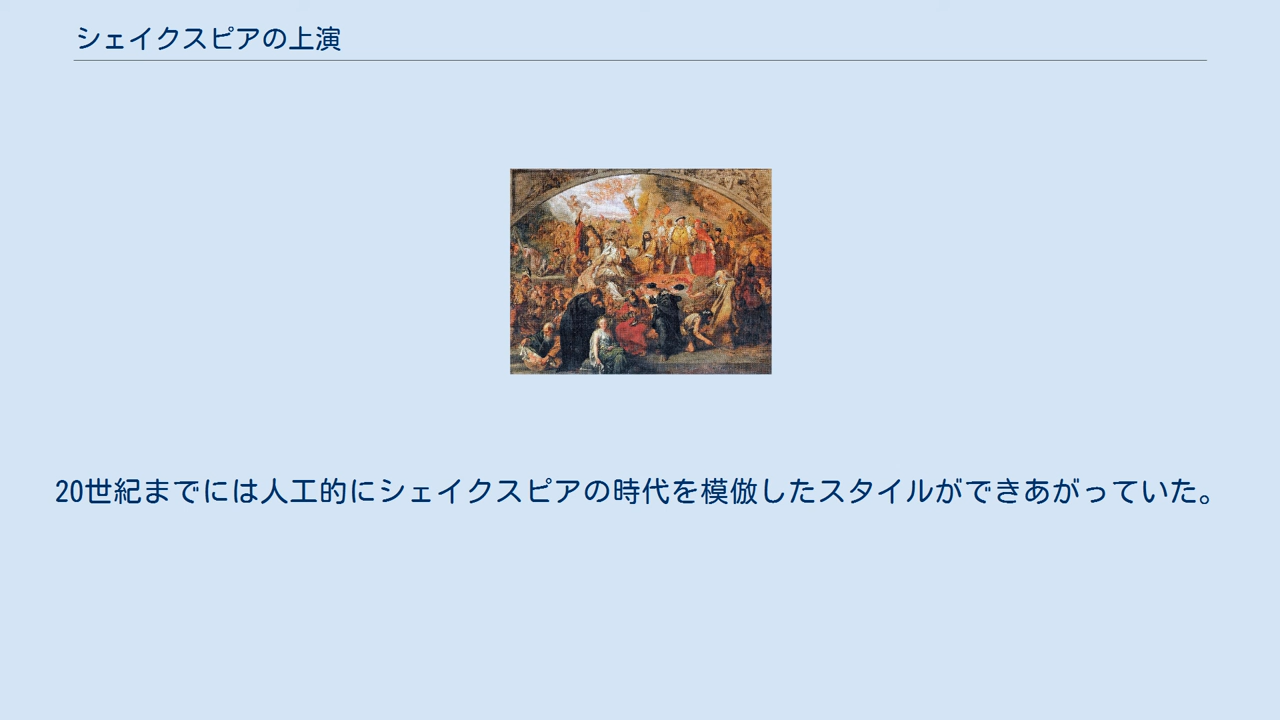 シェイクスピアの上演
20世紀までには人工的にシェイクスピアの時代を模倣したスタイルができあがっていた。